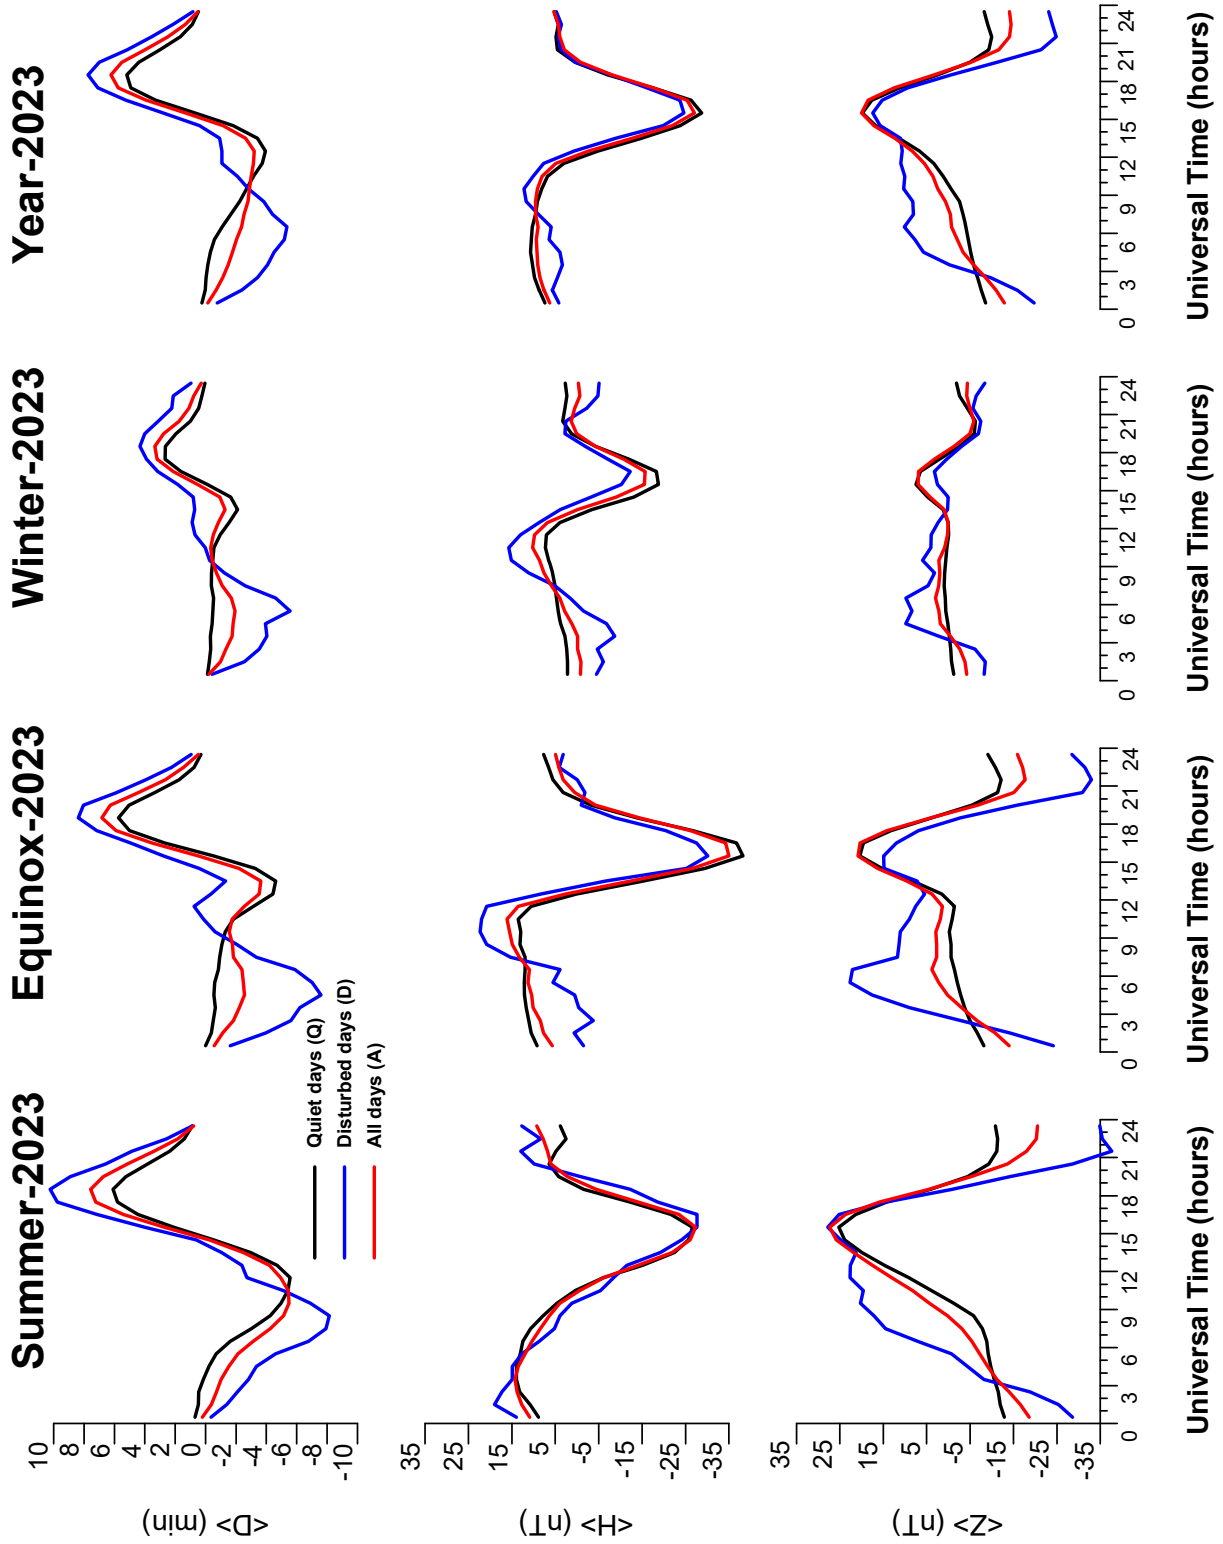 Summer-2023
Equinox-2023
Winter-2023
Year-2023
<D> (min)
10
8
6
4
2
0
-2
-4
-6
-8
-10
Quiet days (Q)
Disturbed days (D)
All days (A)
<H> (nT)
35
25
15
5
-5
-15
-25
-35
<Z> (nT)
35
25
15
5
-5
-15
-25
-35
0 3 6 9 12 15 18 21 24
0 3 6 9 12 15 18 21 24
0 3 6 9 12 15 18 21 24
0 3 6 9 12 15 18 21 24
Universal Time (hours)
Universal Time (hours)
Universal Time (hours)
Universal Time (hours)